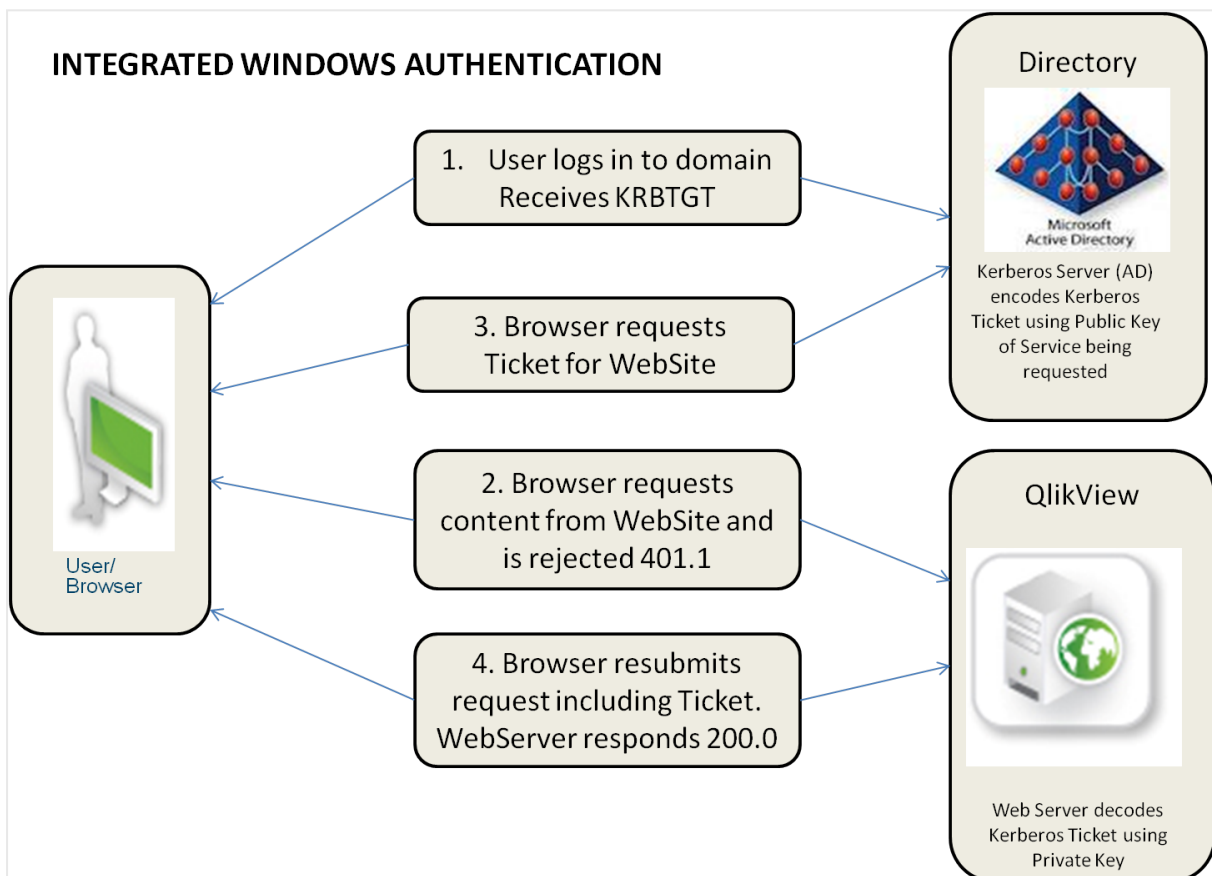 INTEGRATED WINDOWS AUTHENTICATION
Directory
Microsoft
Active Directory
Kerberos Server (AD)
encodes Kerberos
Ticket using Public Key
of Service being
requested
1. User logs in to domain
Receives KRBTGT
3. Browser requests
Ticket for WebSite
2. Browser requests
content from WebSite and
is rejected 401.1
4. Browser resubmits
request including Ticket.
WebServer responds 200.0
User/
Browser
QlikView
Web Server decodes
Kerberos Ticket using
Private Key